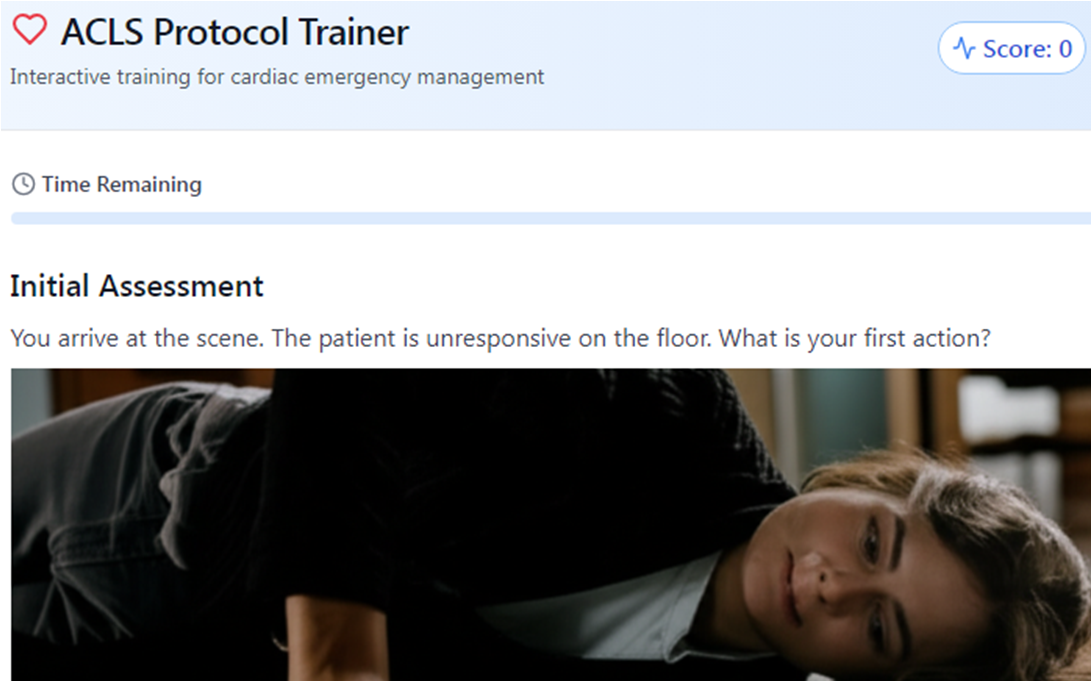 ACLS Protocol Trainer
Interactive training for cardiac emergency management
Score: 0
Time Remaining
Initial Assessment
You arrive at the scene. The patient is unresponsive on the floor. What is your first action?